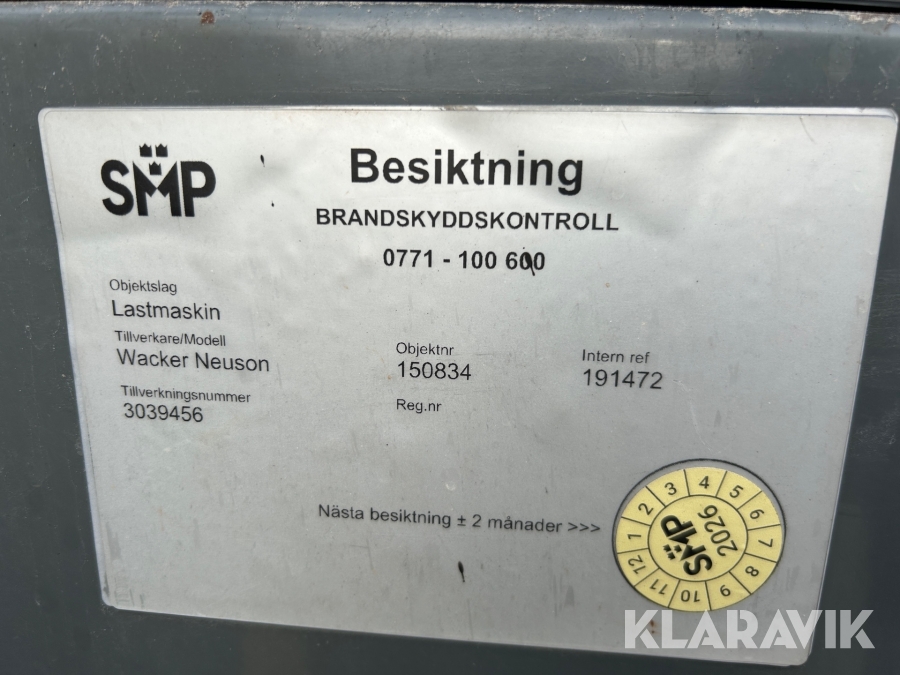 SMP
Besiktning
BRANDSKYDDSKONTROLL
0771 - 100 600
Objektslag
Lastmaskin
Tillverkare/Modell
Wacker Neuson
Objektnr
150834
Intern ref
191472
Tillverkningsnummer
3039456
Reg.nr
Nästa besiktning ± 2 månader >>>
1 2 3 4 5 6 7 8 9 10 11 12
SMP
2026
KLARAVIK